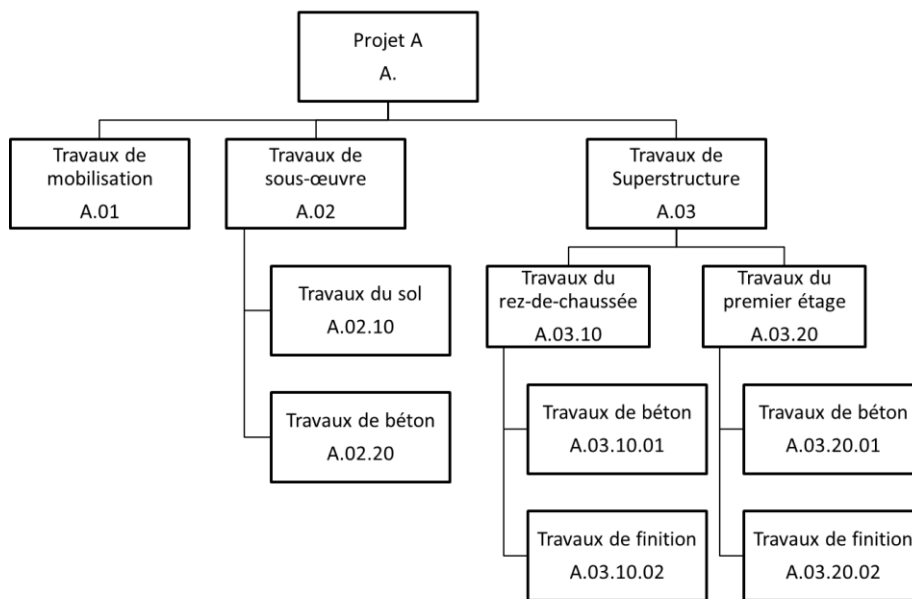 Projet A
A.
Travaux de
mobilisation
A.01
Travaux de
sous-œuvre
A.02
Travaux de
Superstructure
A.03
Travaux du sol
A.02.10
Travaux du
rez-de-chaussée
A.03.10
Travaux du
premier étage
A.03.20
Travaux de béton
A.02.20
Travaux de béton
A.03.10.01
Travaux de béton
A.03.20.01
Travaux de finition
A.03.10.02
Travaux de finition
A.03.20.02